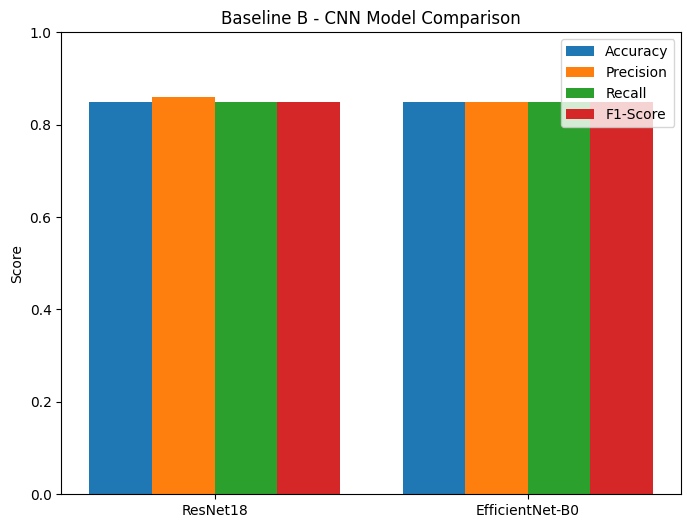 Baseline B - CNN Model Comparison
1.0
0.8
0.6
0.4
0.2
0.0
Score
Accuracy
Precision
Recall
F1-Score
ResNet18
EfficientNet-B0